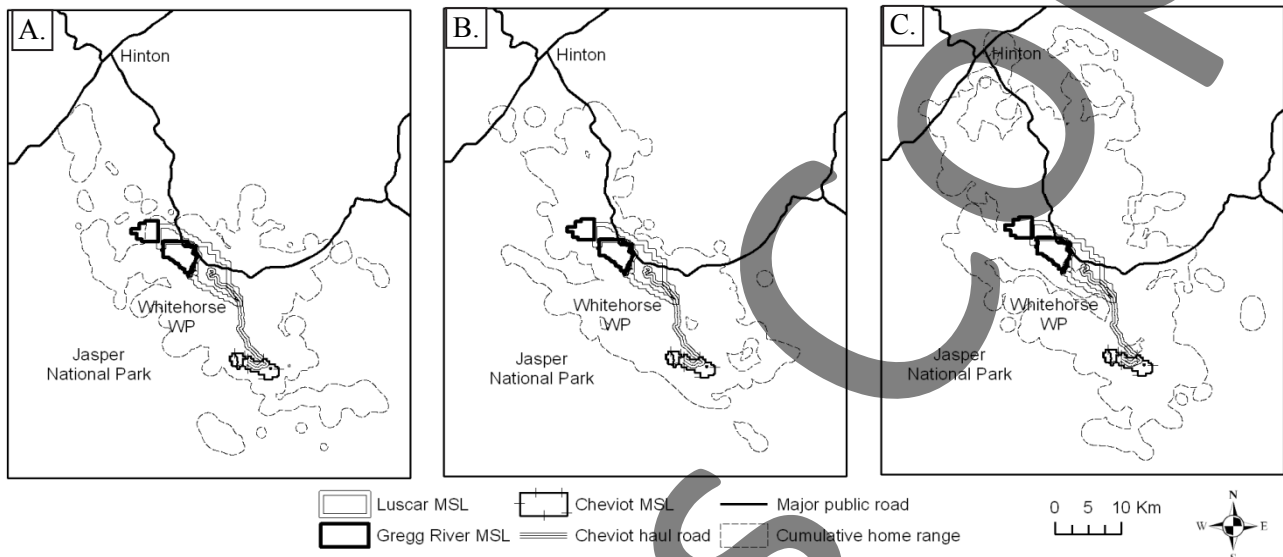 A.
Hinton
Whitehorse
WP
Jasper
National Park
B.
Hinton
Whitehorse
WP
Jasper
National Park
C.
Hinton
Whitehorse
WP
Jasper
National Park
Luscar MSL
Cheviot MSL
Major public road
Gregg River MSL
Cheviot haul road
Cumulative home range
0 5 10 Km
N
W E
S